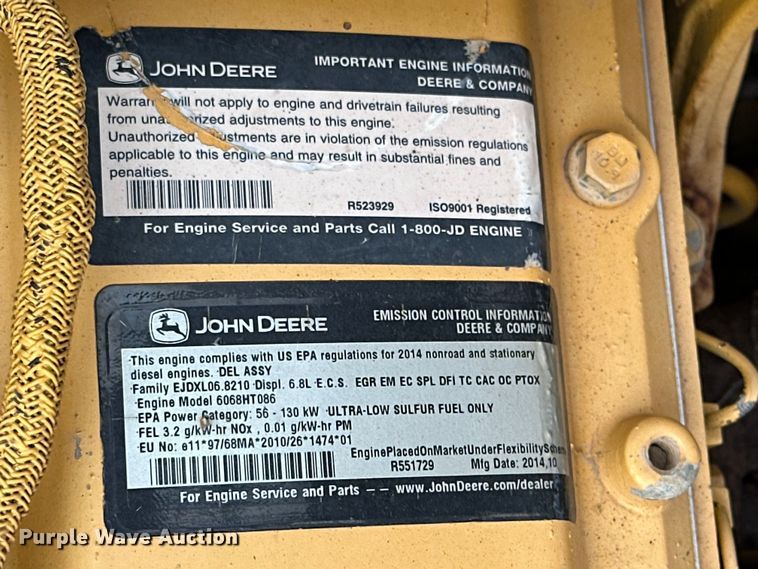 JOHN DEERE
IMPORTANT ENGINE INFORMATION
DEERE & COMPANY
Warranty will not apply to engine and drivetrain failures resulting
from unauthorized adjustments to this engine.
Unauthorized adjustments are in violation of the emission regulations
applicable to this engine and may result in substantial fines and
penalties.
R523929 ISO9001 Registered
For Engine Service and Parts Call 1-800-JD ENGINE
JOHN DEERE
EMISSION CONTROL INFORMATION
DEERE & COMPANY
This engine complies with US EPA regulations for 2014 nonroad and stationary
diesel engines. DEL ASSY
Family EJDXL06.8210 Displ. 6.8L E.C.S. EGR EM EC SPL DFI TC CAC OC PTOX
Engine Model 6068HT086
EPA Power Category: 56 - 130 kW ULTRA-LOW SULFUR FUEL ONLY
FEL 3.2 g/kW-hr NOx , 0.01 g/kW-hr PM
EU No: e11*97/68MA*2010/26*1474*01
EnginePlacedOnMarketUnderFlexibilityScheme
R551729 Mfg Date: 2014,10
For Engine Service and Parts — — www.JohnDeere.com/dealer
Purple Wave Auction